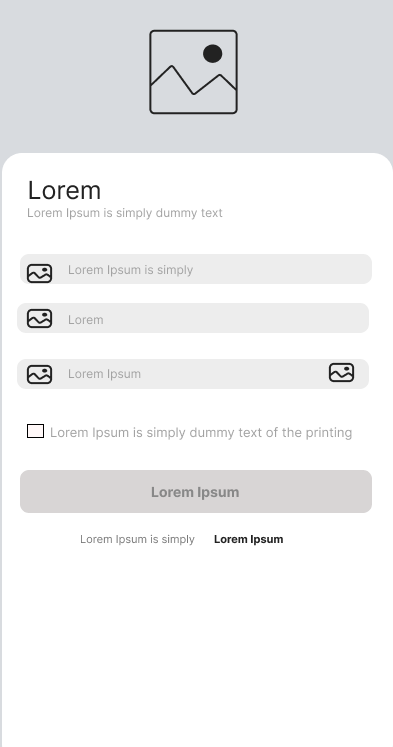 Lorem
Lorem Ipsum is simply dummy text
Lorem Ipsum is simply
Lorem
Lorem Ipsum
Lorem Ipsum is simply dummy text of the printing
Lorem Ipsum
Lorem Ipsum is simply Lorem Ipsum